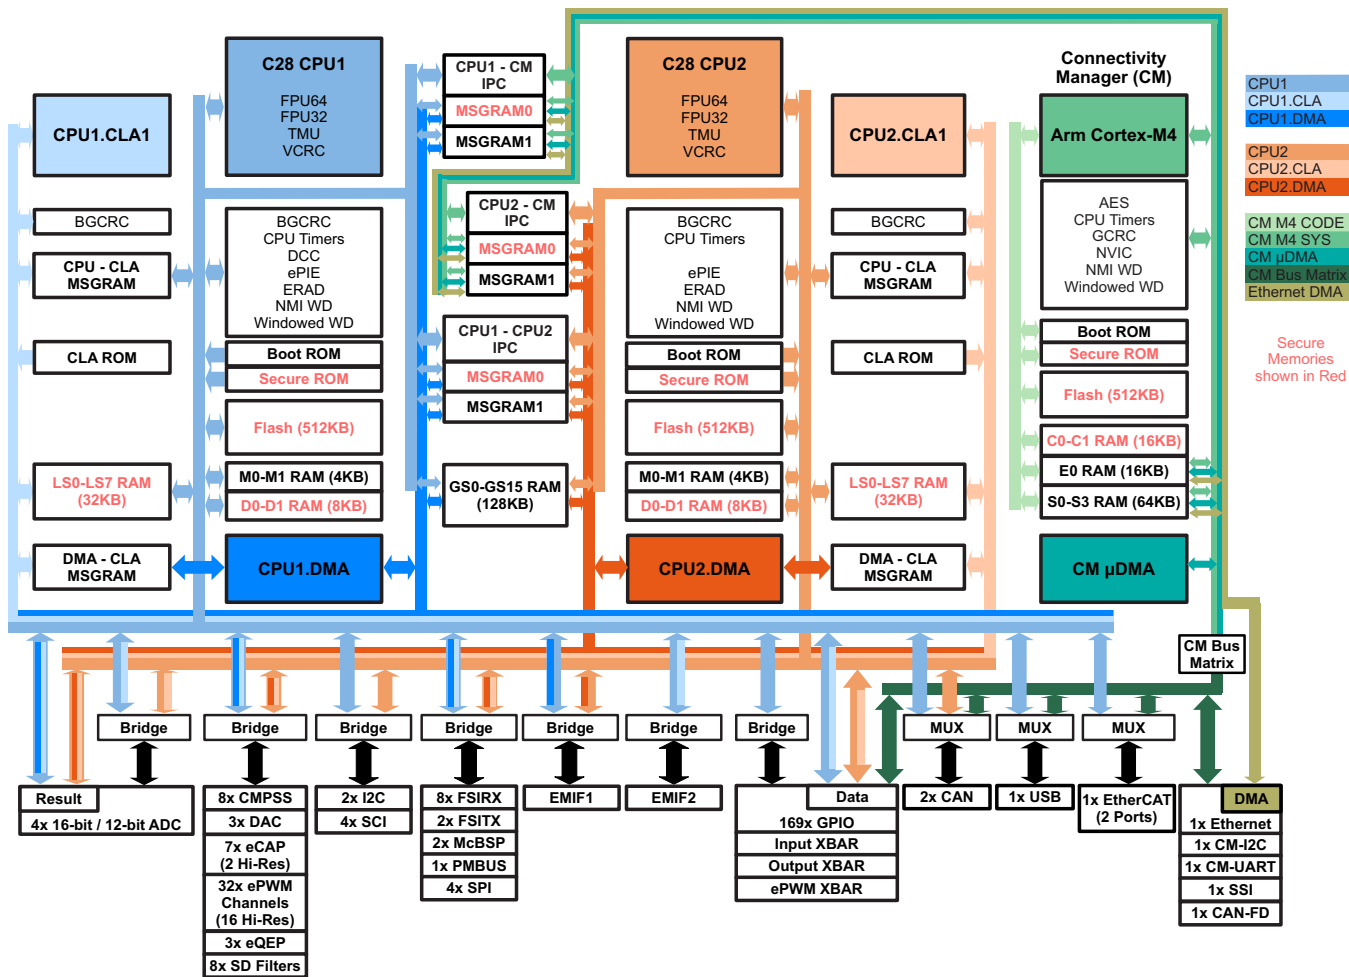 C28 CPU1
FPU64
FPU32
TMU
VCRC
CPU1.CLA1
BGCRC
CPU - CLA
MSGRAM
CLA ROM
LS0-LS7 RAM
(32KB)
DMA - CLA
MSGRAM
BGCRC
CPU Timers
DCC
ePIE
ERAD
NMI WD
Windowed WD
Boot ROM
Secure ROM
Flash (512KB)
M0-M1 RAM (4KB)
D0-D1 RAM (8KB)
CPU1.DMA
CPU1 - CM
IPC
MSGRAM0
MSGRAM1
CPU2 - CM
IPC
MSGRAM0
MSGRAM1
CPU1 - CPU2
IPC
MSGRAM0
MSGRAM1
GS0-GS15 RAM
(128KB)
C28 CPU2
FPU64
FPU32
TMU
VCRC
BGCRC
CPU Timers
ePIE
ERAD
NMI WD
Windowed WD
Boot ROM
Secure ROM
Flash (512KB)
M0-M1 RAM (4KB)
D0-D1 RAM (8KB)
CPU2.DMA
CPU2.CLA1
BGCRC
CPU - CLA
MSGRAM
CLA ROM
LS0-LS7 RAM
(32KB)
DMA - CLA
MSGRAM
Connectivity
Manager (CM)
Arm Cortex-M4
AES
CPU Timers
GCRC
NVIC
NMI WD
Windowed WD
Boot ROM
Secure ROM
Flash (512KB)
C0-C1 RAM (16KB)
E0 RAM (16KB)
S0-S3 RAM (64KB)
CM µDMA
CPU1
CPU1.CLA
CPU1.DMA
CPU2
CPU2.CLA
CPU2.DMA
CM M4 CODE
CM M4 SYS
CM µDMA
CM Bus Matrix
Ethernet DMA
Secure
Memories
shown in Red
CM Bus
Matrix
Bridge
Bridge
Bridge
Bridge
Bridge
Bridge
Bridge
MUX
MUX
MUX
Result
4x 16-bit / 12-bit ADC
8x CMPSS
3x DAC
7x eCAP
(2 Hi-Res)
32x ePWM
Channels
(16 Hi-Res)
3x eQEP
8x SD Filters
2x I2C
4x SCI
8x FSIRX
2x FSITX
2x McBSP
1x PMBUS
4x SPI
EMIF1
EMIF2
Data
169x GPIO
Input XBAR
Output XBAR
ePWM XBAR
2x CAN
1x USB
1x EtherCAT
(2 Ports)
DMA
1x Ethernet
1x CM-I2C
1x CM-UART
1x SSI
1x CAN-FD